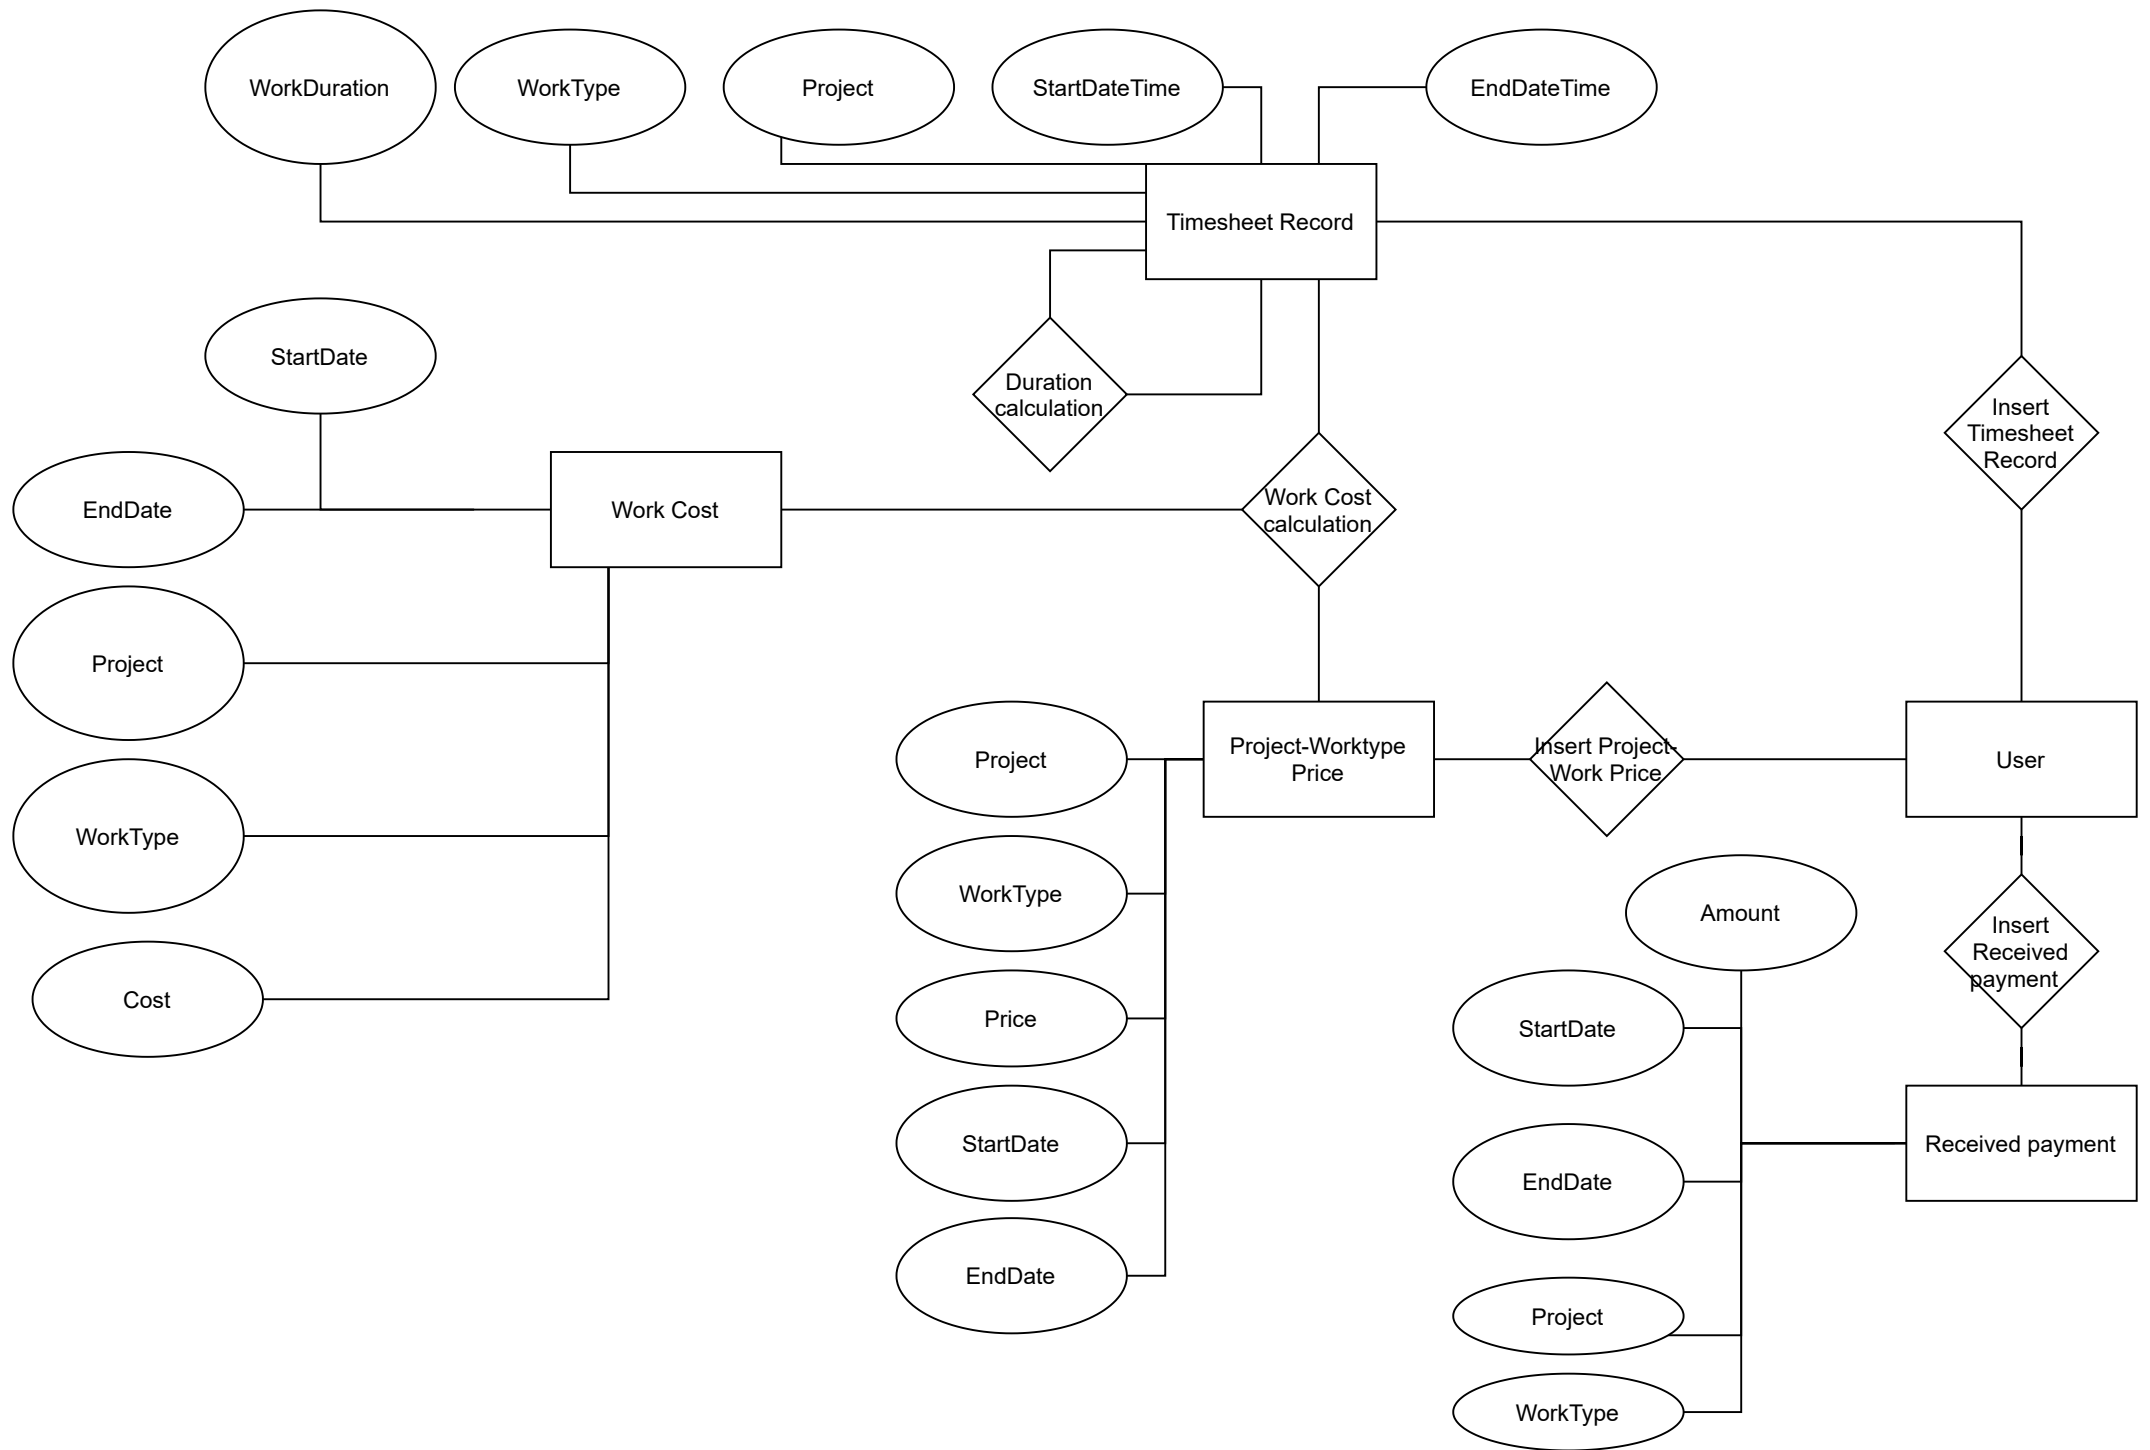 WorkDuration
WorkType
Project
StartDateTime
EndDateTime
Timesheet Record
StartDate
Duration
calculation
Insert
Timesheet
Record
EndDate
Work Cost
Work Cost
calculation
Project
WorkType
Cost
Project
Project-Worktype
Price
Insert Project-
Work Price
User
WorkType
Price
StartDate
EndDate
Amount
Insert
Received
payment
StartDate
EndDate
Received payment
Project
WorkType